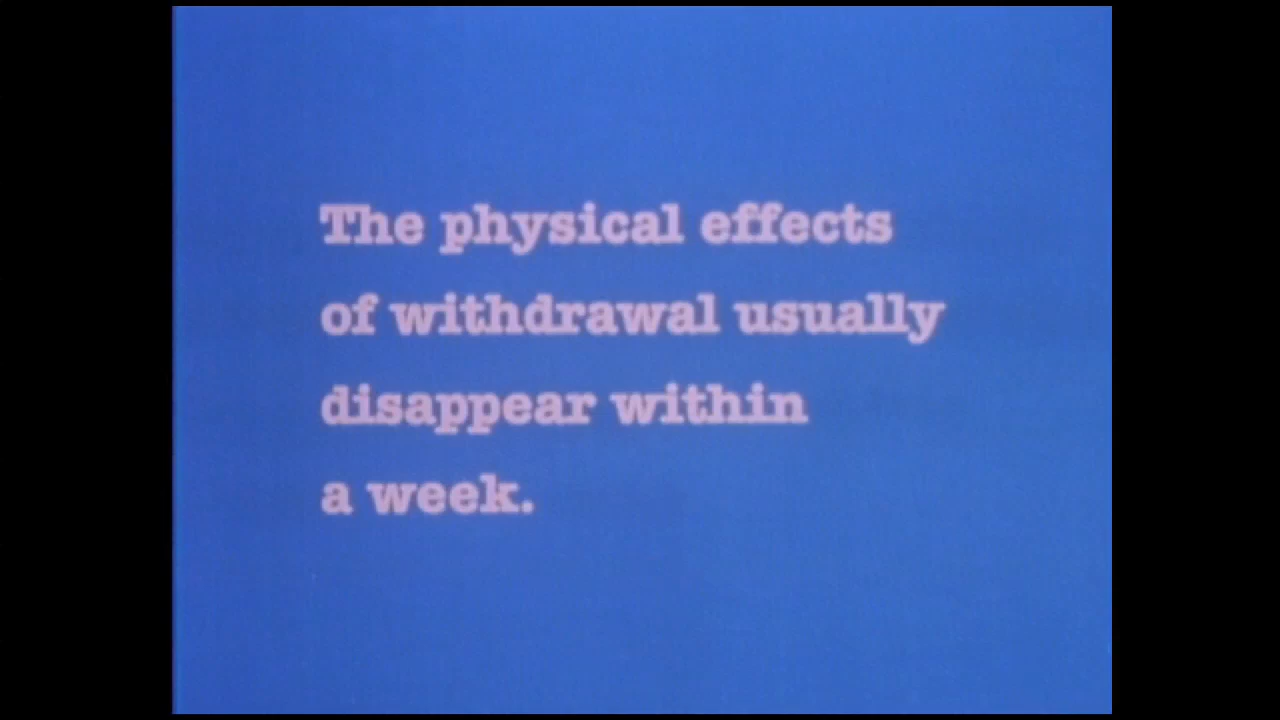 The physical effects
of withdrawal usually
disappear within
a week.